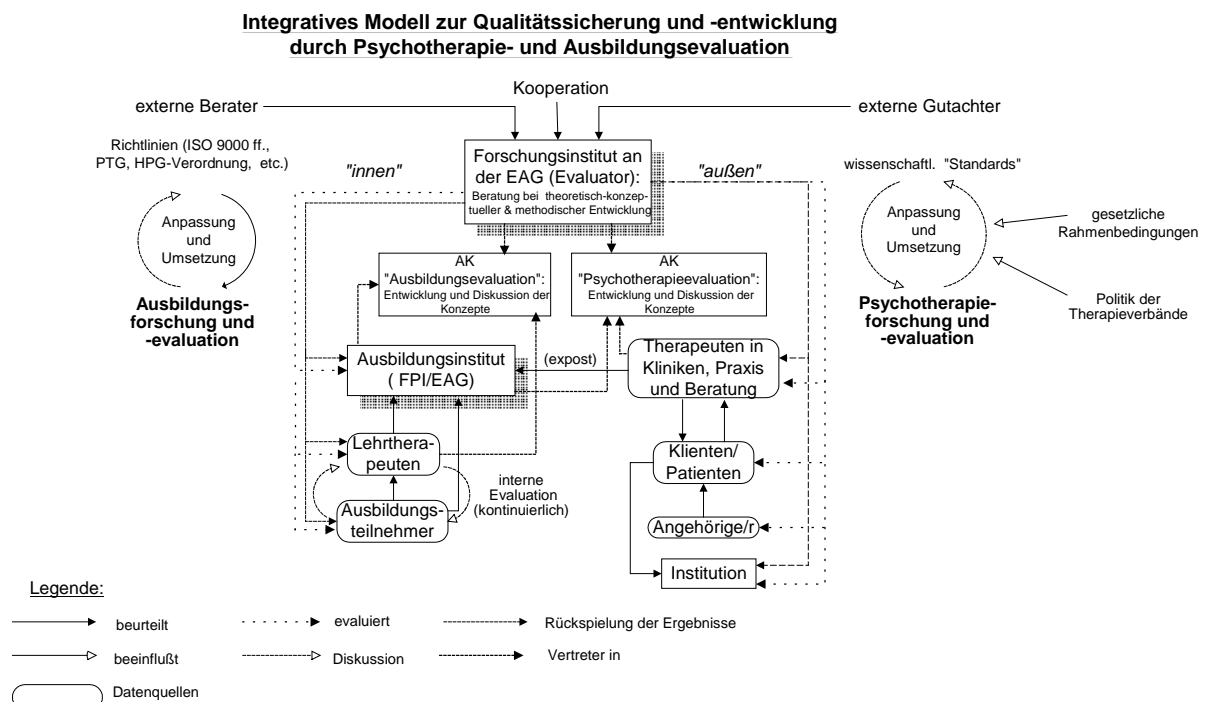 Integratives Modell zur Qualitätssicherung und -entwicklung
durch Psychotherapie- und Ausbildungsevaluation
Kooperation
externe Berater
externe Gutachter
Richtlinien (ISO 9000 ff.,
PTG, HPG-Verordnung, etc.)
"innen"
Forschungsinstitut an
der EAG (Evaluator):
Beratung bei theoretisch-konzep-
tueller & methodischer Entwicklung
"außen"
wissenschaftl. "Standards"
Anpassung
und
Umsetzung
Anpassung
und
Umsetzung
gesetzliche
Rahmenbedingungen
Politik der
Therapieverbände
Ausbildungs-
forschung und
-evaluation
AK
"Ausbildungsevaluation":
Entwicklung und Diskussion der
Konzepte
AK
"Psychotherapieevaluation":
Entwicklung und Diskussion der
Konzepte
Psychotherapie-
forschung und
-evaluation
Ausbildungsinstitut
( FPI/EAG)
(expost)
Therapeuten in
Kliniken, Praxis
und Beratung
Lehrthera-
peuten
Klienten/
Patienten
interne
Evaluation
(kontinuierlich)
Ausbildungs-
teilnehmer
Angehörige/r
Institution
Legende:
beurteilt
evaluiert
Rückspielung der Ergebnisse
beeinflußt
Diskussion
Vertreter in
Datenquellen